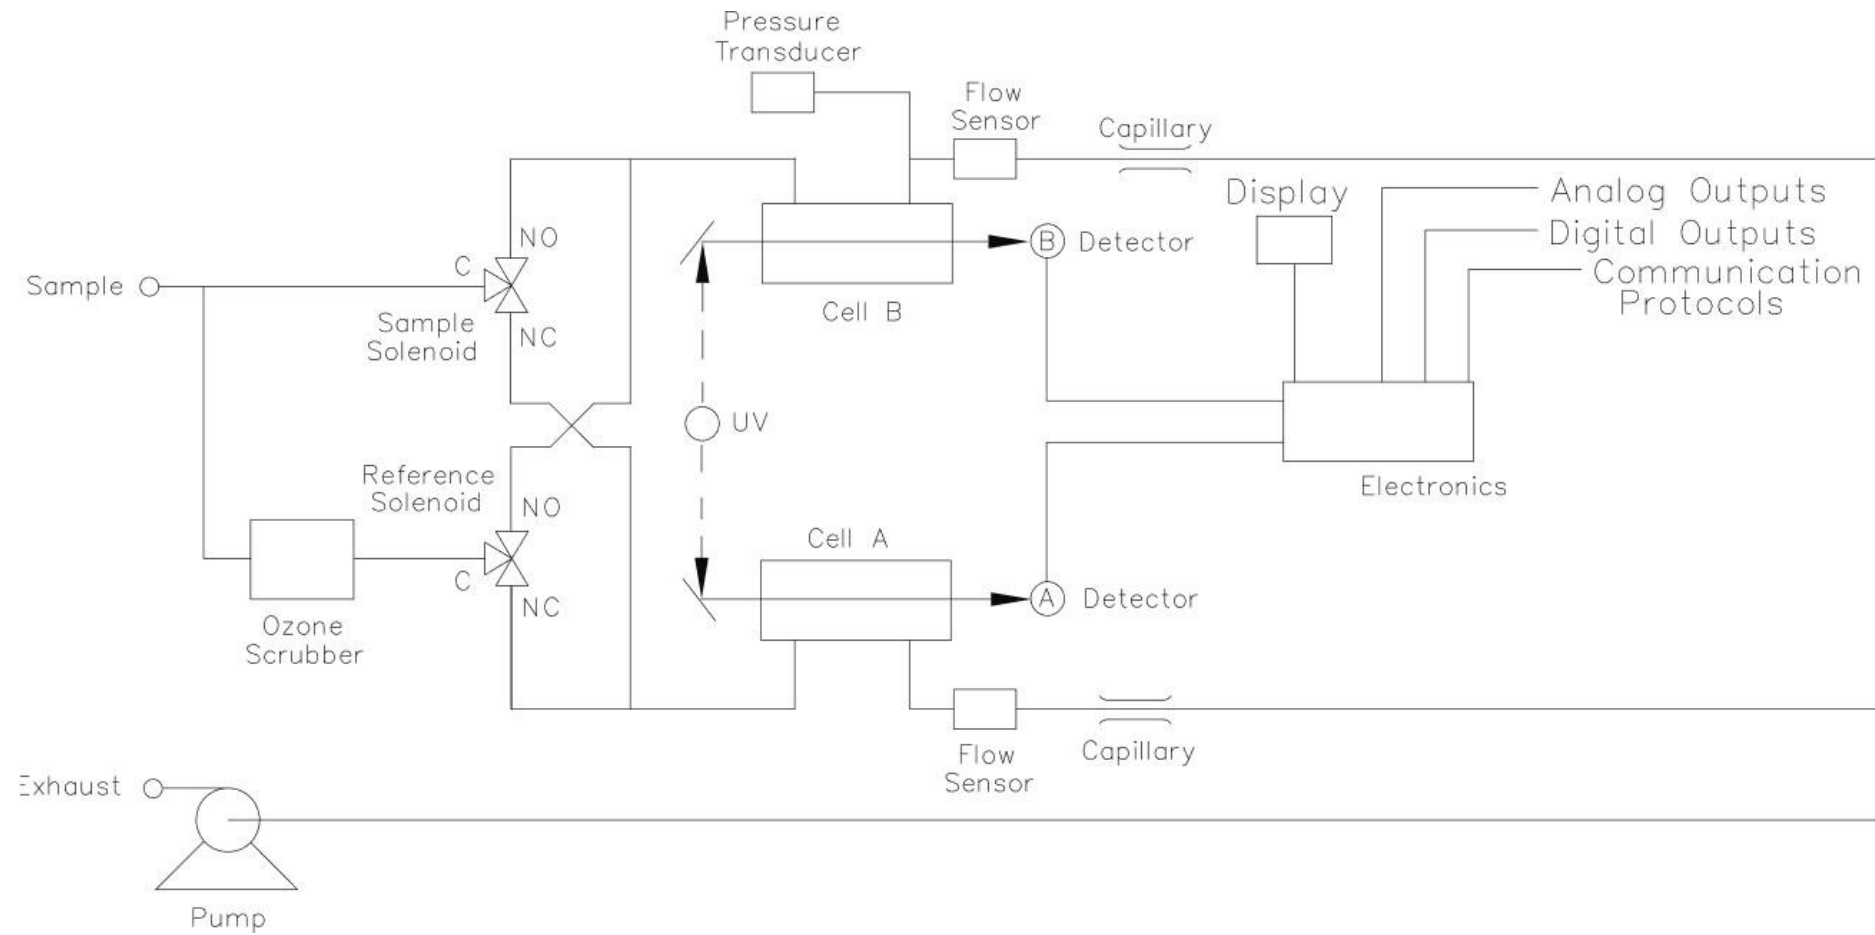 Pressure
Transducer
Flow
Sensor
Capillary
Display
Analog Outputs
Digital Outputs
Communication
Protocols
NO
C
Sample
Sample
Solenoid
NC
B
Detector
Cell B
UV
Reference
Solenoid
NO
Electronics
C
NC
Cell A
A
Detector
Ozone
Scrubber
Flow
Sensor
Capillary
Exhaust
Pump